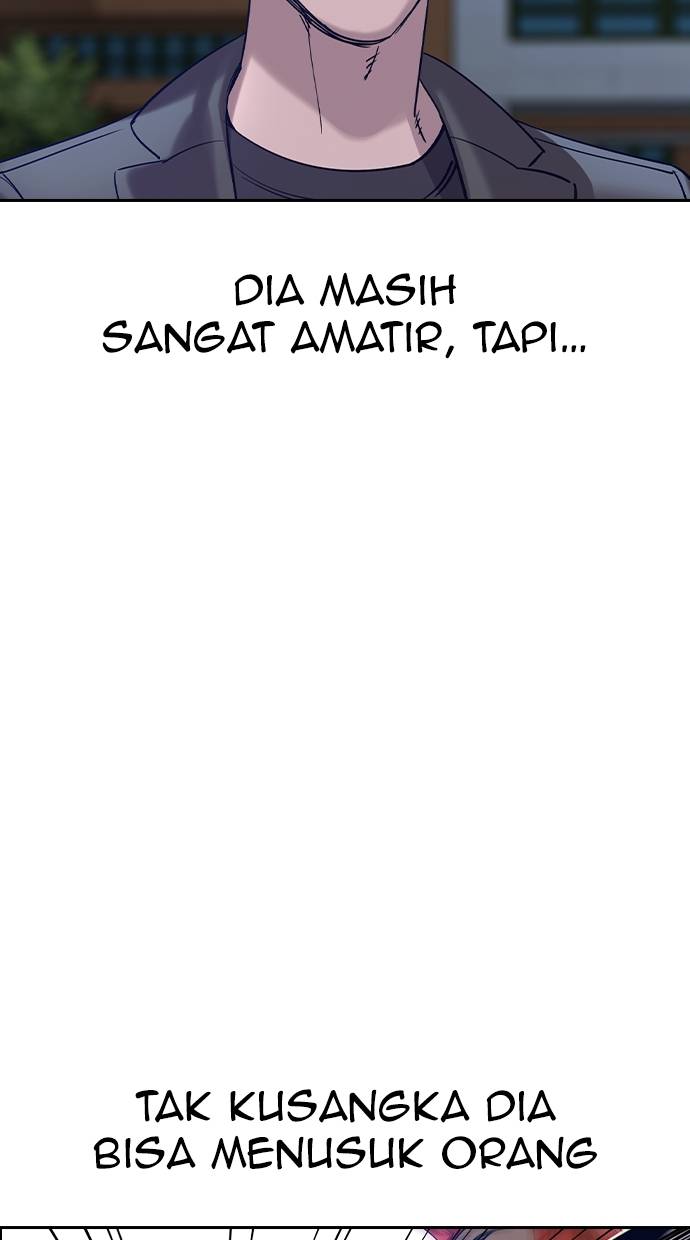 DIA MASIH
SANGAT AMATIR, TAPI...
TAK KUSANGKA DIA
BISA MENUSUK ORANG